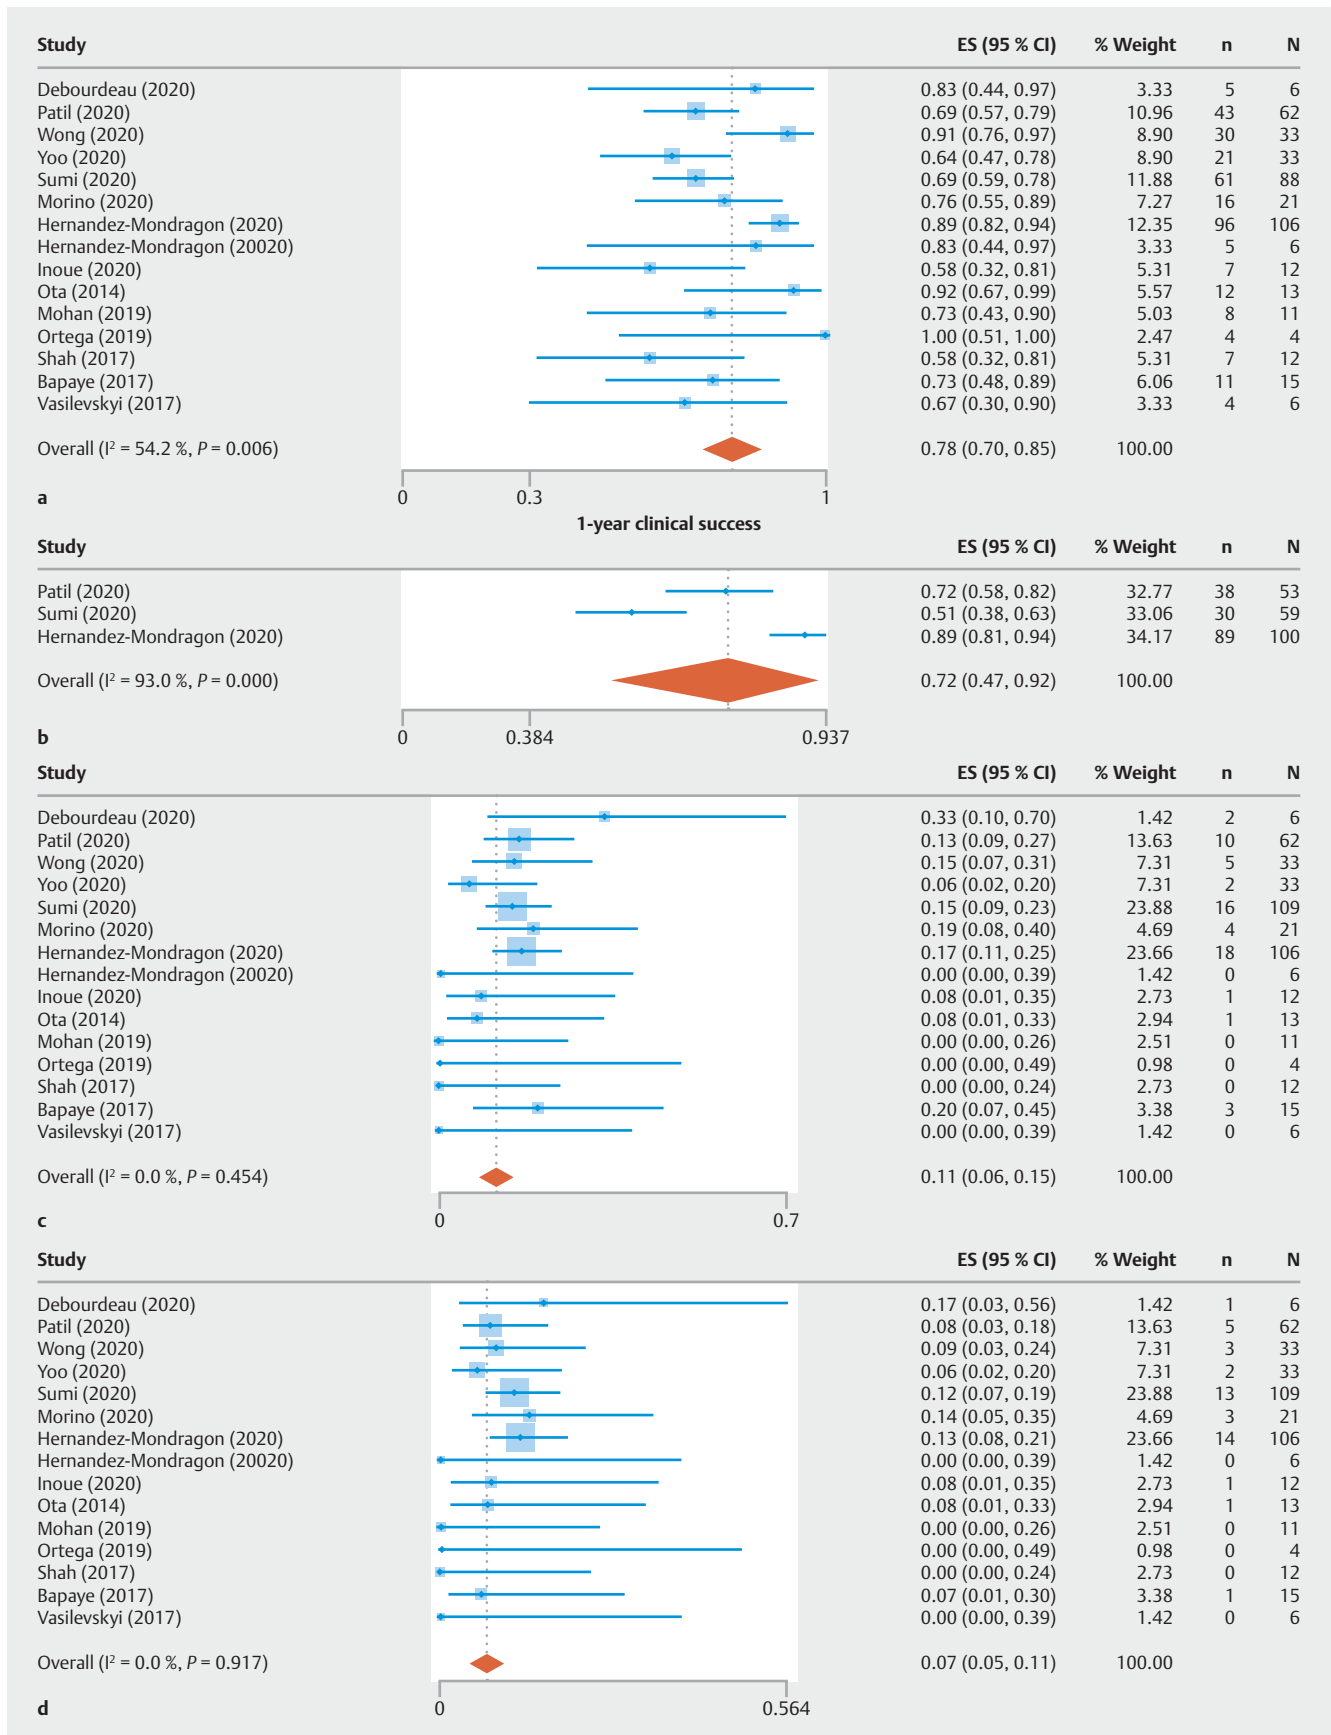 Study ES (95 % CI) % Weight n N
Debourdeau (2020) 0.83 (0.44, 0.97) 3.33 5 6
Patil (2020) 0.69 (0.57, 0.79) 10.96 43 62
Wong (2020) 0.91 (0.76, 0.97) 8.90 30 33
Yoo (2020) 0.64 (0.47, 0.78) 8.90 21 33
Sumi (2020) 0.69 (0.59, 0.78) 11.88 61 88
Morino (2020) 0.76 (0.55, 0.89) 7.27 16 21
Hernandez-Mondragon (2020) 0.89 (0.82, 0.94) 12.35 96 106
Hernandez-Mondragon (20020) 0.83 (0.44, 0.97) 3.33 5 6
Inoue (2020) 0.58 (0.32, 0.81) 5.31 7 12
Ota (2014) 0.92 (0.67, 0.99) 5.57 12 13
Mohan (2019) 0.73 (0.43, 0.90) 5.03 8 11
Ortega (2019) 1.00 (0.51, 1.00) 2.47 4 4
Shah (2017) 0.58 (0.32, 0.81) 5.31 7 12
Bapaye (2017) 0.73 (0.48, 0.89) 6.06 11 15
Vasilevskyi (2017) 0.67 (0.30, 0.90) 3.33 4 6
Overall (I² = 54.2 %, P = 0.006) 0.78 (0.70, 0.85) 100.00
a 0 0.3 1
1-year clinical success
Study ES (95 % CI) % Weight n N
Patil (2020) 0.72 (0.58, 0.82) 32.77 38 53
Sumi (2020) 0.51 (0.38, 0.63) 33.06 30 59
Hernandez-Mondragon (2020) 0.89 (0.81, 0.94) 34.17 89 100
Overall (I² = 93.0 %, P = 0.000) 0.72 (0.47, 0.92) 100.00
b 0 0.384 0.937
Study ES (95 % CI) % Weight n N
Debourdeau (2020) 0.33 (0.10, 0.70) 1.42 2 6
Patil (2020) 0.13 (0.09, 0.27) 13.63 10 62
Wong (2020) 0.15 (0.07, 0.31) 7.31 5 33
Yoo (2020) 0.06 (0.02, 0.20) 7.31 2 33
Sumi (2020) 0.15 (0.09, 0.23) 23.88 16 109
Morino (2020) 0.19 (0.08, 0.40) 4.69 4 21
Hernandez-Mondragon (2020) 0.17 (0.11, 0.25) 23.66 18 106
Hernandez-Mondragon (20020) 0.00 (0.00, 0.39) 1.42 0 6
Inoue (2020) 0.08 (0.01, 0.35) 2.73 1 12
Ota (2014) 0.08 (0.01, 0.33) 2.94 1 13
Mohan (2019) 0.00 (0.00, 0.26) 2.51 0 11
Ortega (2019) 0.00 (0.00, 0.49) 0.98 0 4
Shah (2017) 0.00 (0.00, 0.24) 2.73 0 12
Bapaye (2017) 0.20 (0.07, 0.45) 3.38 3 15
Vasilevskyi (2017) 0.00 (0.00, 0.39) 1.42 0 6
Overall (I² = 0.0 %, P = 0.454) 0.11 (0.06, 0.15) 100.00
c 0 0.7
Study ES (95 % CI) % Weight n N
Debourdeau (2020) 0.17 (0.03, 0.56) 1.42 1 6
Patil (2020) 0.08 (0.03, 0.18) 13.63 5 62
Wong (2020) 0.09 (0.03, 0.24) 7.31 3 33
Yoo (2020) 0.06 (0.02, 0.20) 7.31 2 33
Sumi (2020) 0.12 (0.07, 0.19) 23.88 13 109
Morino (2020) 0.14 (0.05, 0.35) 4.69 3 21
Hernandez-Mondragon (2020) 0.13 (0.08, 0.21) 23.66 14 106
Hernandez-Mondragon (20020) 0.00 (0.00, 0.39) 1.42 0 6
Inoue (2020) 0.08 (0.01, 0.35) 2.73 1 12
Ota (2014) 0.08 (0.01, 0.33) 2.94 1 13
Mohan (2019) 0.00 (0.00, 0.26) 2.51 0 11
Ortega (2019) 0.00 (0.00, 0.49) 0.98 0 4
Shah (2017) 0.00 (0.00, 0.24) 2.73 0 12
Bapaye (2017) 0.07 (0.01, 0.30) 3.38 1 15
Vasilevskyi (2017) 0.00 (0.00, 0.39) 1.42 0 6
Overall (I² = 0.0 %, P = 0.917) 0.07 (0.05, 0.11) 100.00
d 0 0.564